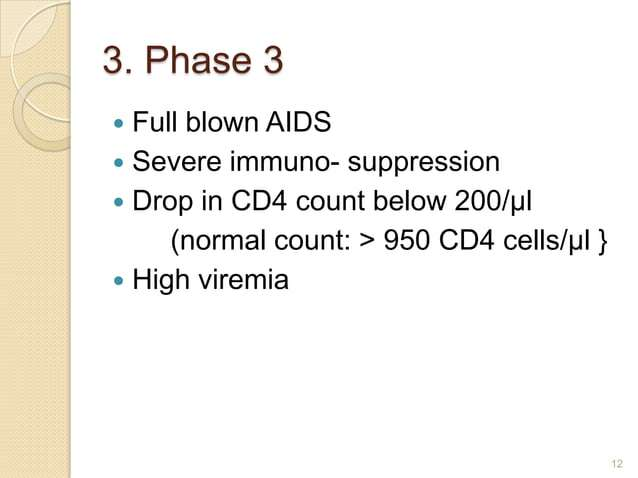 3. Phase 3
• Full blown AIDS
• Severe immuno- suppression
• Drop in CD4 count below 200/µl
(normal count: > 950 CD4 cells/µl }
• High viremia
12